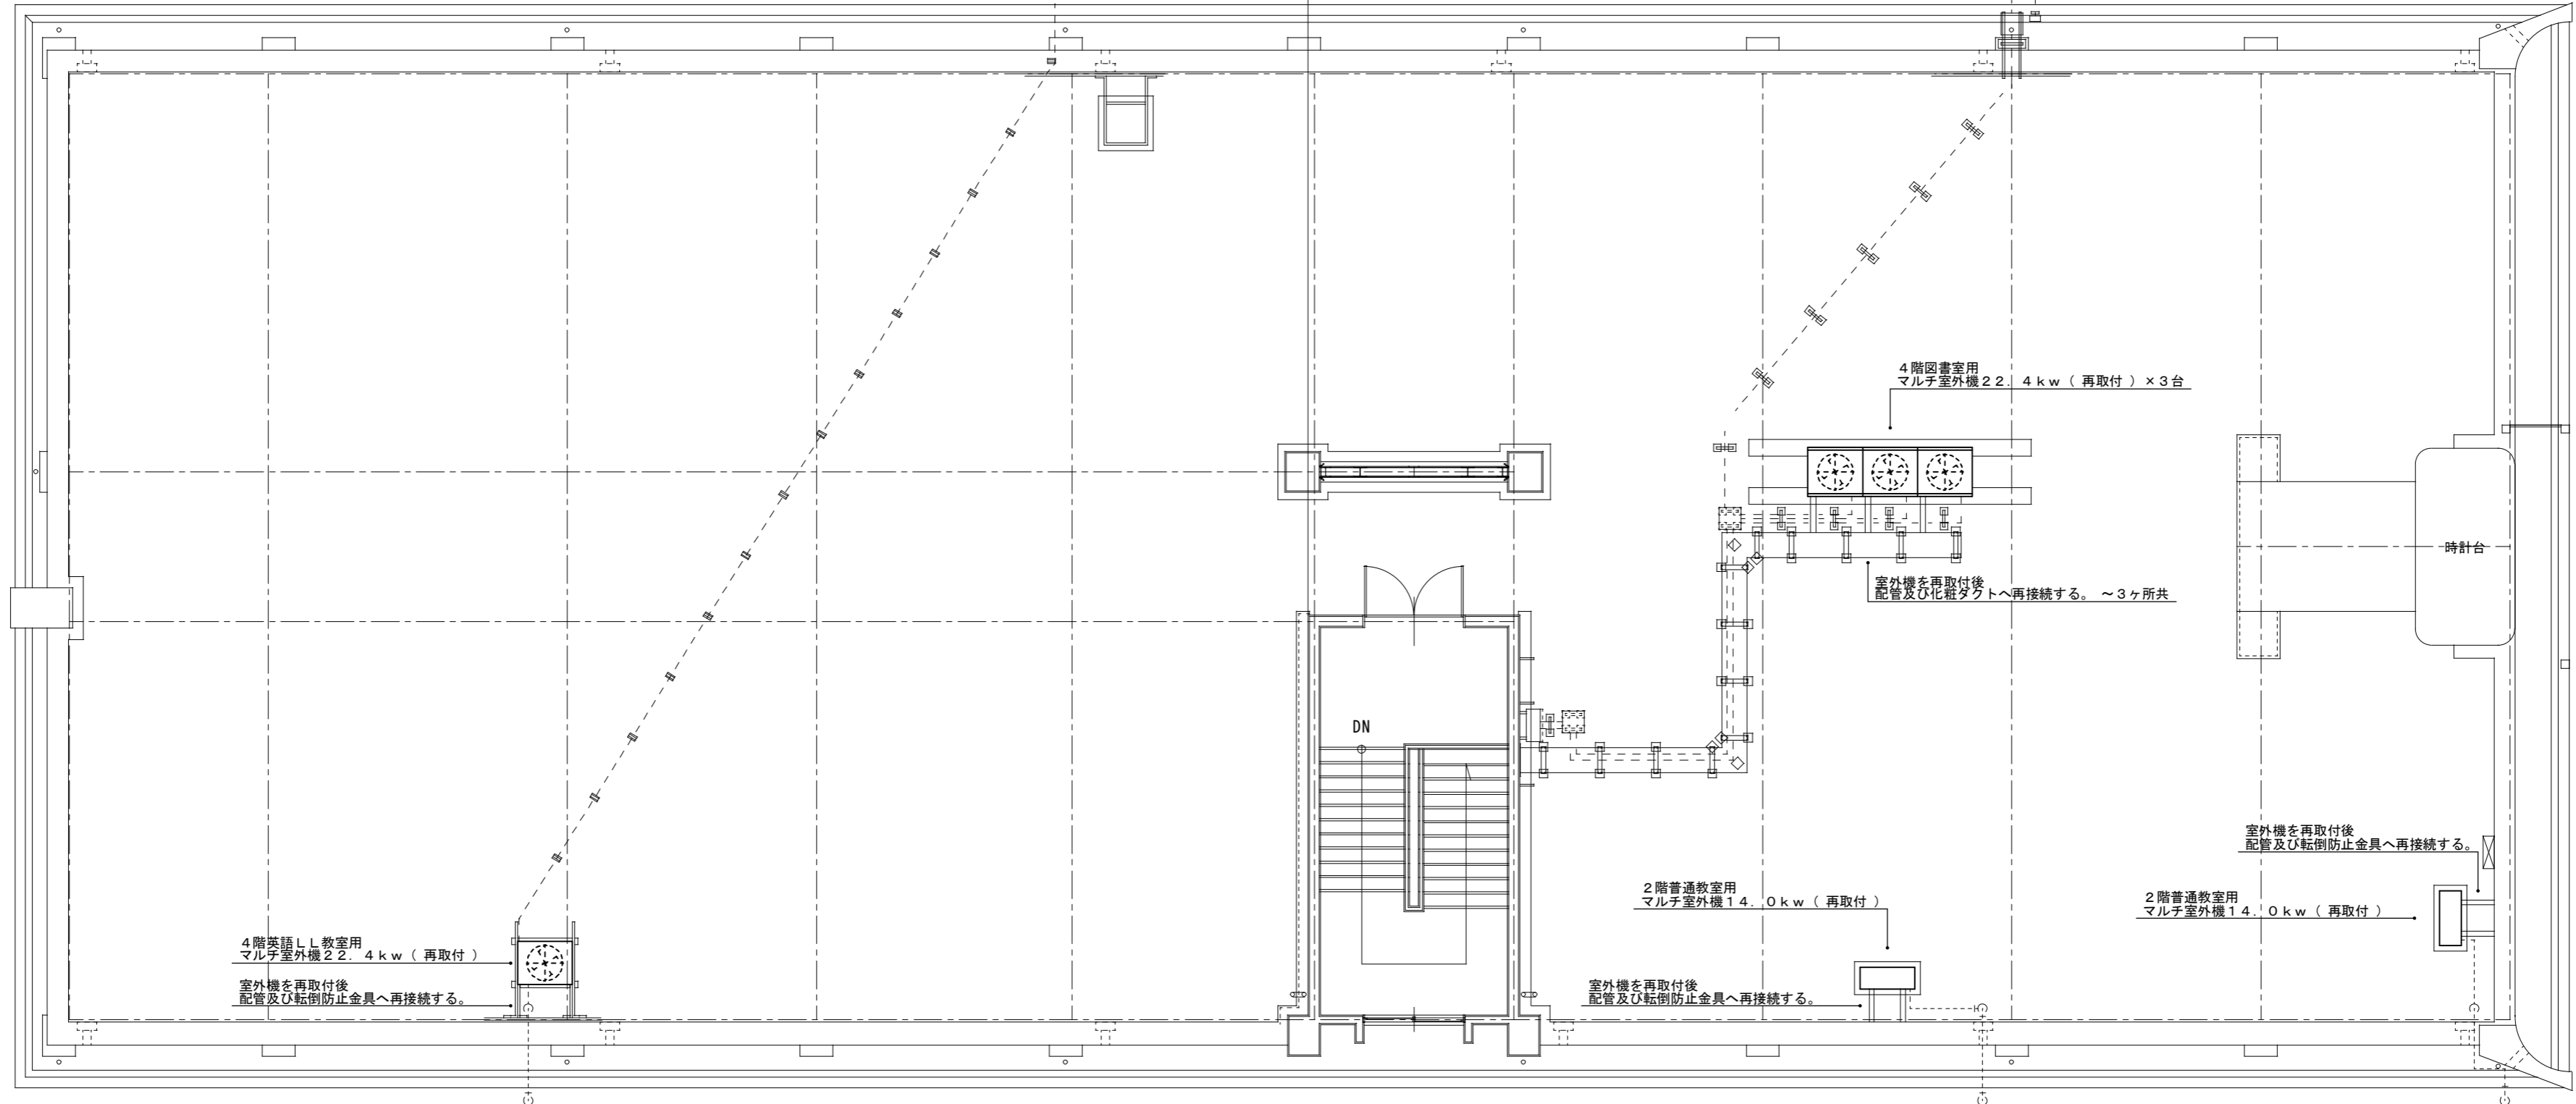 ４階図書室用
マルチ室外機２２．４ｋｗ（ 再取付 ）×３台
時計台
室外機を再取付後
配管及び化粧ダクトへ再接続する。 ～３ヶ所共
DN
室外機を再取付後
配管及び転倒防止金具へ再接続する。
２階普通教室用
マルチ室外機１４．０ｋｗ（ 再取付 ）
２階普通教室用
マルチ室外機１４．０ｋｗ（ 再取付 ）
４階英語ＬＬ教室用
マルチ室外機２２．４ｋｗ（ 再取付 ）
室外機を再取付後
配管及び転倒防止金具へ再接続する。
室外機を再取付後
配管及び転倒防止金具へ再接続する。